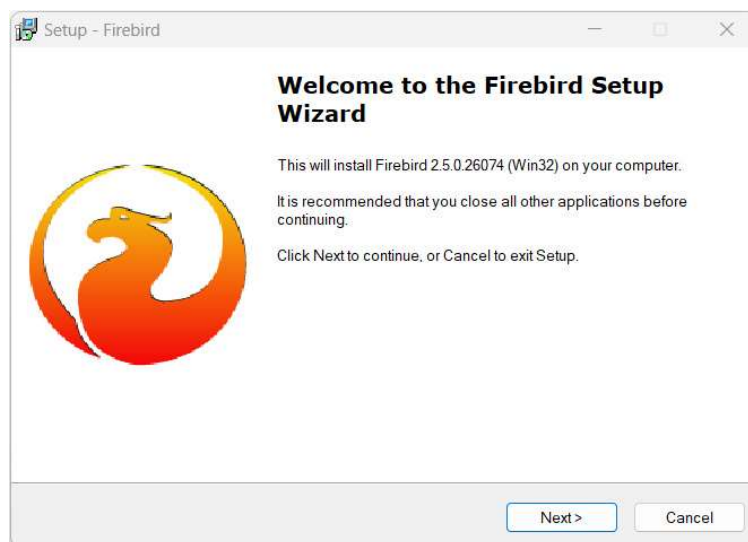 Setup - Firebird
Welcome to the Firebird Setup
Wizard
This will install Firebird 2.5.0.26074 (Win32) on your computer.
It is recommended that you close all other applications before
continuing.
Click Next to continue, or Cancel to exit Setup.
Next >
Cancel